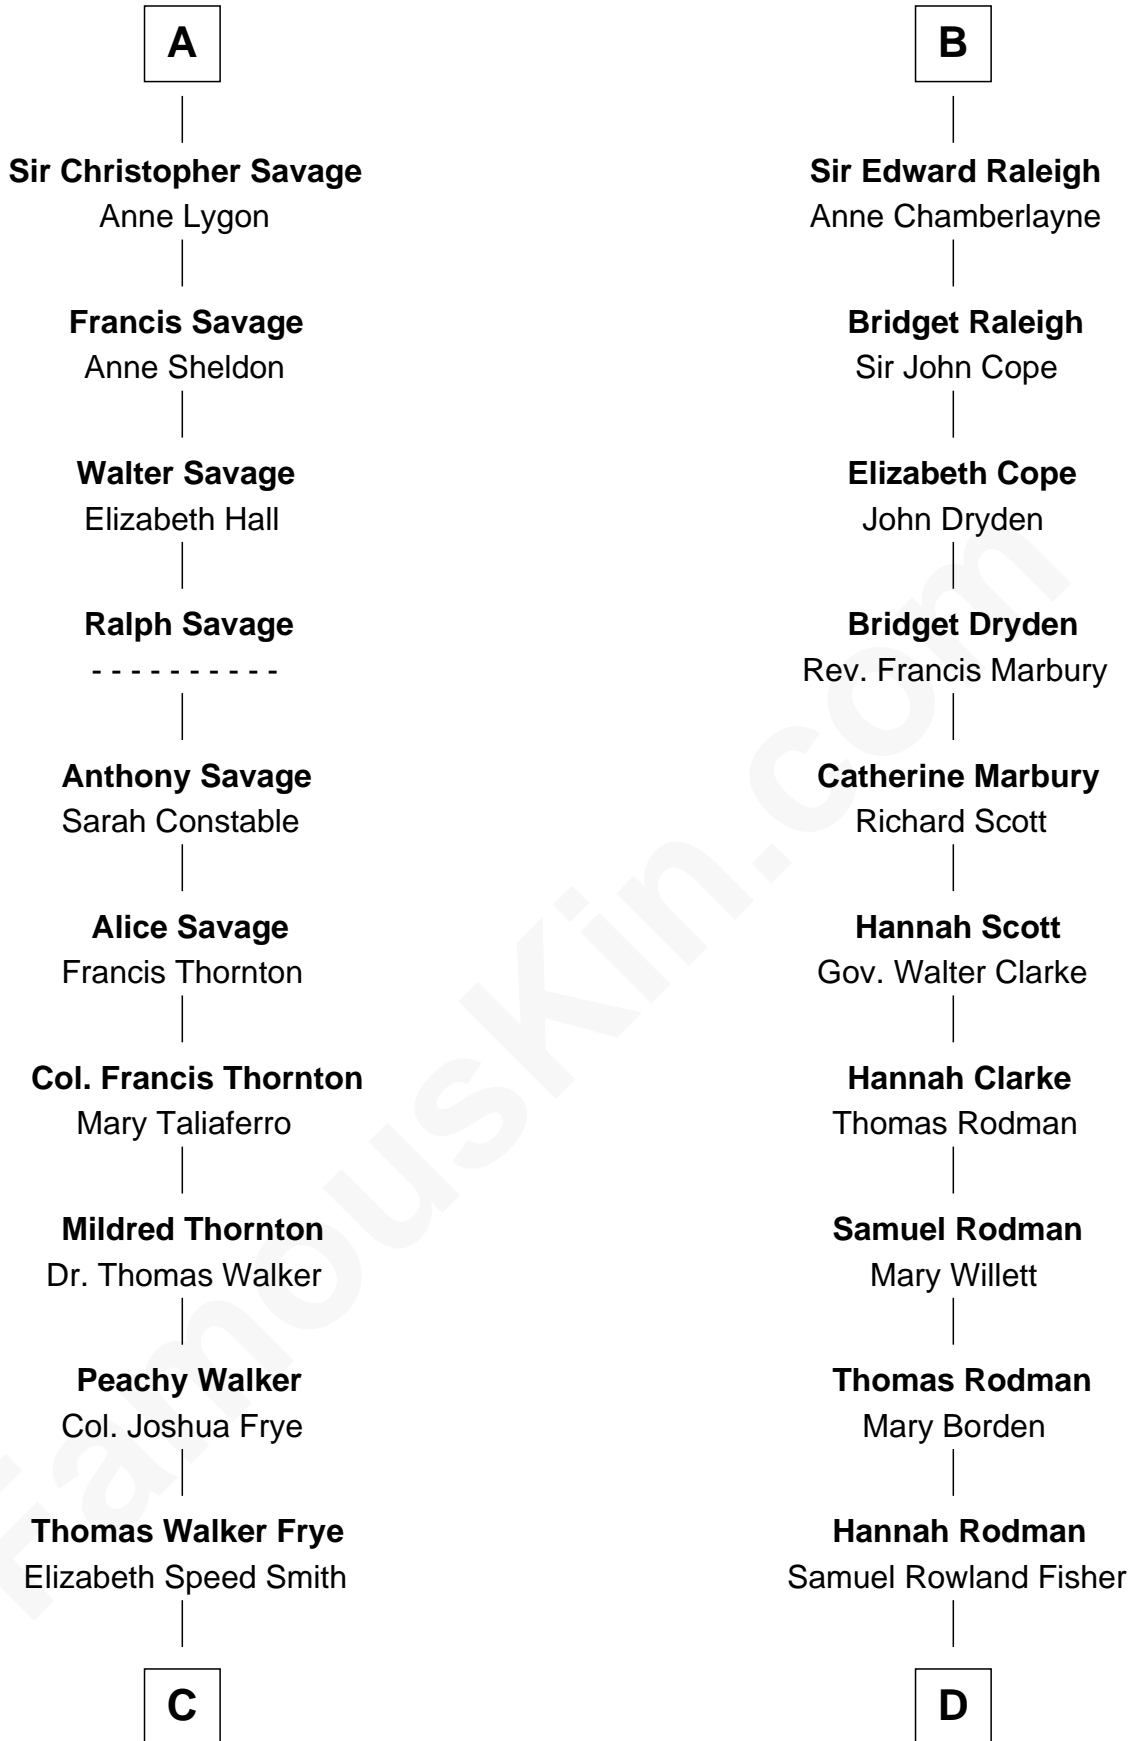 A
Sir Christopher Savage
Anne Lygon
Francis Savage
Anne Sheldon
Walter Savage
Elizabeth Hall
Ralph Savage
- - - - - - - - - -
Anthony Savage
Sarah Constable
Alice Savage
Francis Thornton
Col. Francis Thornton
Mary Taliaferro
Mildred Thornton
Dr. Thomas Walker
Peachy Walker
Col. Joshua Frye
Thomas Walker Frye
Elizabeth Speed Smith
C
B
Sir Edward Raleigh
Anne Chamberlayne
Bridget Raleigh
Sir John Cope
Elizabeth Cope
John Dryden
Bridget Dryden
Rev. Francis Marbury
Catherine Marbury
Richard Scott
Hannah Scott
Gov. Walter Clarke
Hannah Clarke
Thomas Rodman
Samuel Rodman
Mary Willett
Thomas Rodman
Mary Borden
Hannah Rodman
Samuel Rowland Fisher
D
FamousKin.com